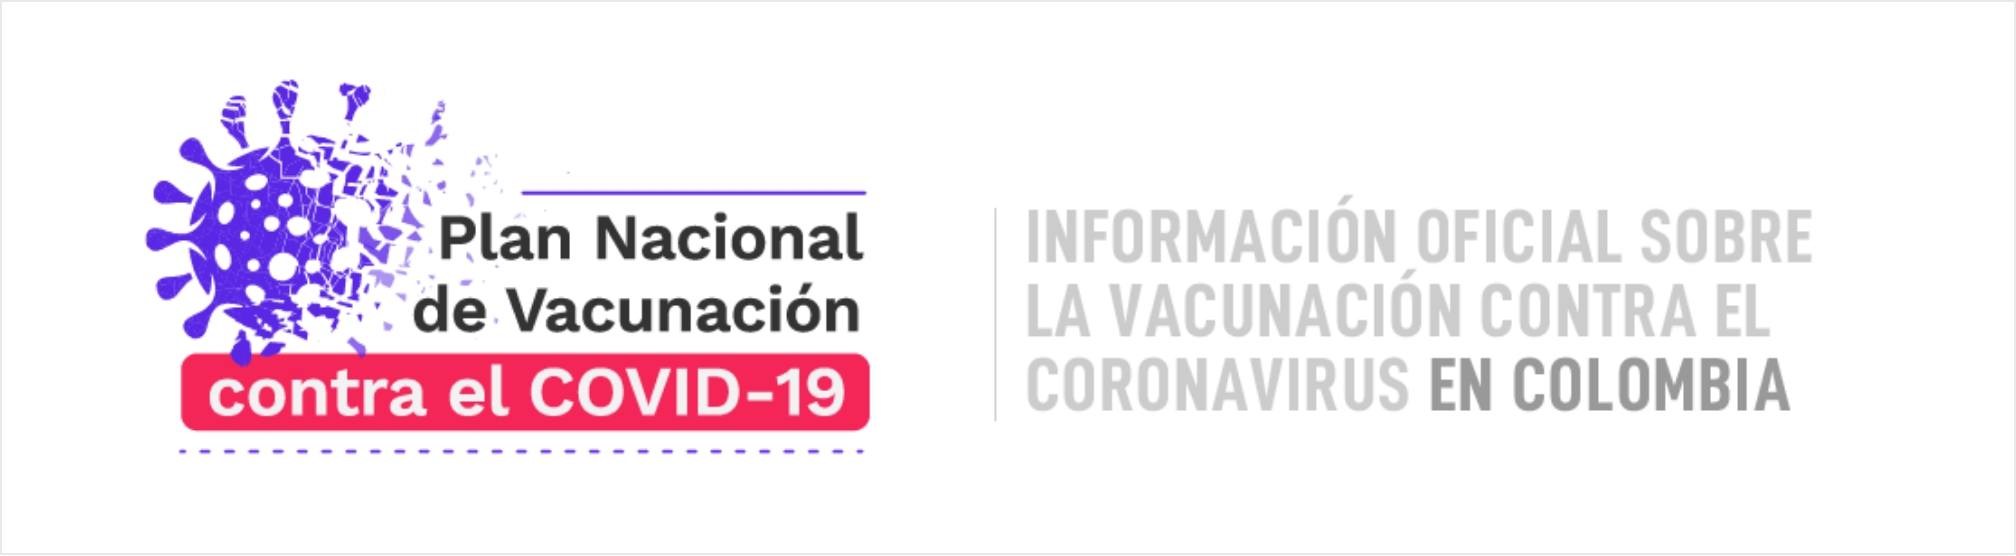 Plan Nacional
de Vacunación
contra el COVID-19
INFORMACIÓN OFICIAL SOBRE
LA VACUNACIÓN CONTRA EL
CORONAVIRUS EN COLOMBIA